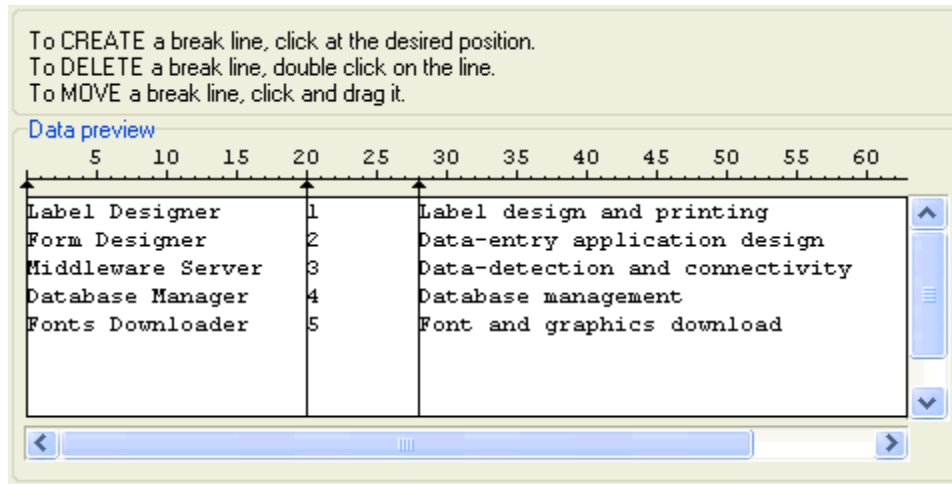 To CREATE a break line, click at the desired position.
To DELETE a break line, double click on the line.
To MOVE a break line, click and drag it.
Data preview
5 10 15 20 25 30 35 40 45 50 55 60
Label Designer 1 Label design and printing
Form Designer 2 Data-entry application design
Middleware Server 3 Data-detection and connectivity
Database Manager 4 Database management
Fonts Downloader 5 Font and graphics download